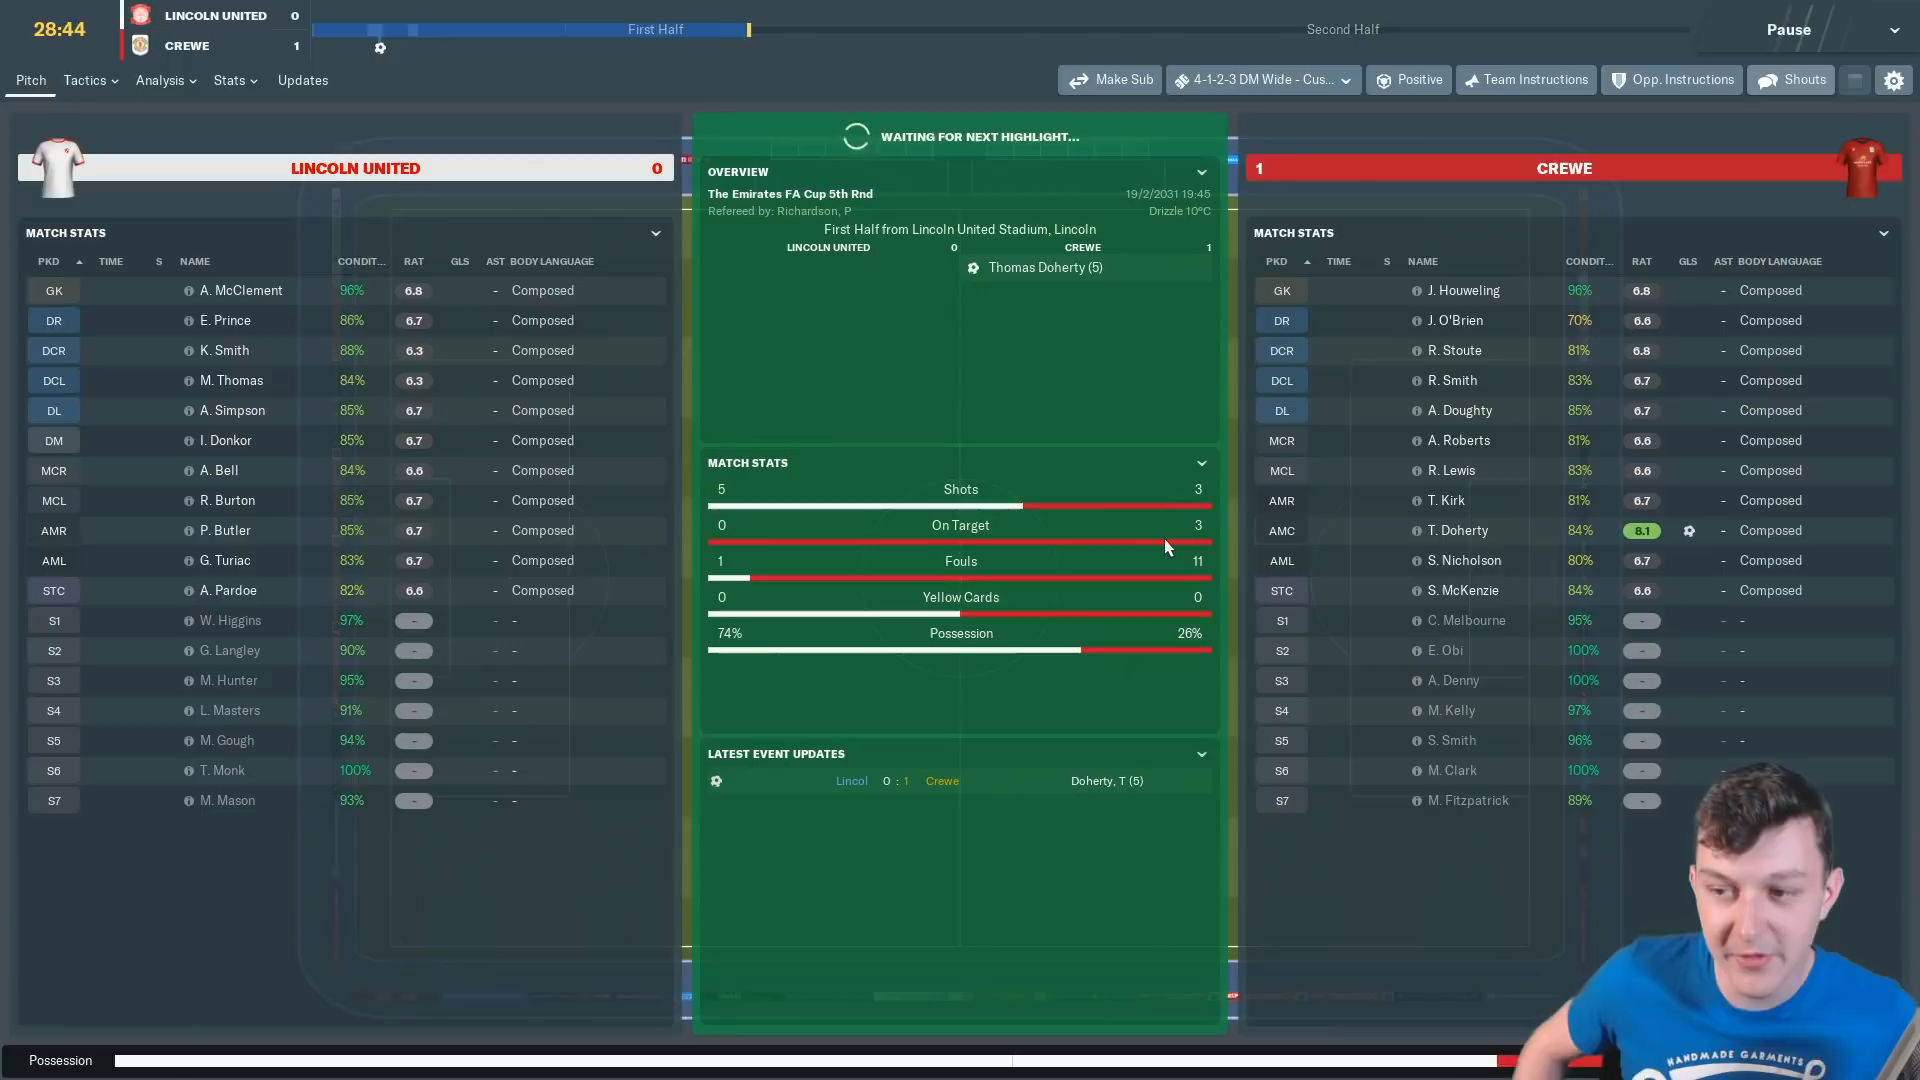 28:44
LINCOLN UNITED 0
CREWE 1
First Half
Second Half
Pause
Pitch Tactics Analysis Stats Updates
Make Sub 4-1-2-3 DM Wide - Cus... Positive Team Instructions Opp. Instructions Shouts
LINCOLN UNITED 0
MATCH STATS
PKD TIME S NAME CONDIT... RAT GLS AST BODY LANGUAGE
GK A. McClement 96% 6.8 - Composed
DR E. Prince 86% 6.7 - Composed
DCR K. Smith 88% 6.3 - Composed
DCL M. Thomas 84% 6.3 - Composed
DL A. Simpson 85% 6.7 - Composed
DM I. Donkor 85% 6.7 - Composed
MCR A. Bell 84% 6.6 - Composed
MCL R. Burton 85% 6.7 - Composed
AMR P. Butler 85% 6.7 - Composed
AML G. Turiac 83% 6.7 - Composed
STC A. Pardoe 82% 6.6 - Composed
S1 W. Higgins 97% - - -
S2 G. Langley 90% - - -
S3 M. Hunter 95% - - -
S4 L. Masters 91% - - -
S5 M. Gough 94% - - -
S6 T. Monk 100% - - -
S7 M. Mason 93% - - -
WAITING FOR NEXT HIGHLIGHT...
OVERVIEW
The Emirates FA Cup 5th Rnd 19/2/2031 19:45
Refereed by: Richardson, P Drizzle 10°C
First Half from Lincoln United Stadium, Lincoln
LINCOLN UNITED 0 CREWE 1
Thomas Doherty (5)
MATCH STATS
5 Shots 3
0 On Target 3
1 Fouls 11
0 Yellow Cards 0
74% Possession 26%
LATEST EVENT UPDATES
Lincol 0 : 1 Crewe Doherty, T (5)
1 CREWE
MATCH STATS
PKD TIME S NAME CONDIT... RAT GLS AST BODY LANGUAGE
GK J. Houweling 96% 6.8 - Composed
DR J. O'Brien 70% 6.6 - Composed
DCR R. Stoute 81% 6.8 - Composed
DCL R. Smith 83% 6.7 - Composed
DL A. Doughty 85% 6.7 - Composed
MCR A. Roberts 81% 6.6 - Composed
MCL R. Lewis 83% 6.6 - Composed
AMR T. Kirk 81% 6.7 - Composed
AMC T. Doherty 84% 8.1 - Composed
AML S. Nicholson 80% 6.7 - Composed
STC S. McKenzie 84% 6.6 - Composed
S1 C. Melbourne 95% - - -
S2 E. Obi 100% - - -
S3 A. Denny 100% - - -
S4 M. Kelly 97% - - -
S5 S. Smith 96% - - -
S6 M. Clark 100% - -
S7 M. Fitzpatrick 89% -
Possession
HANDMADE GARMENTS